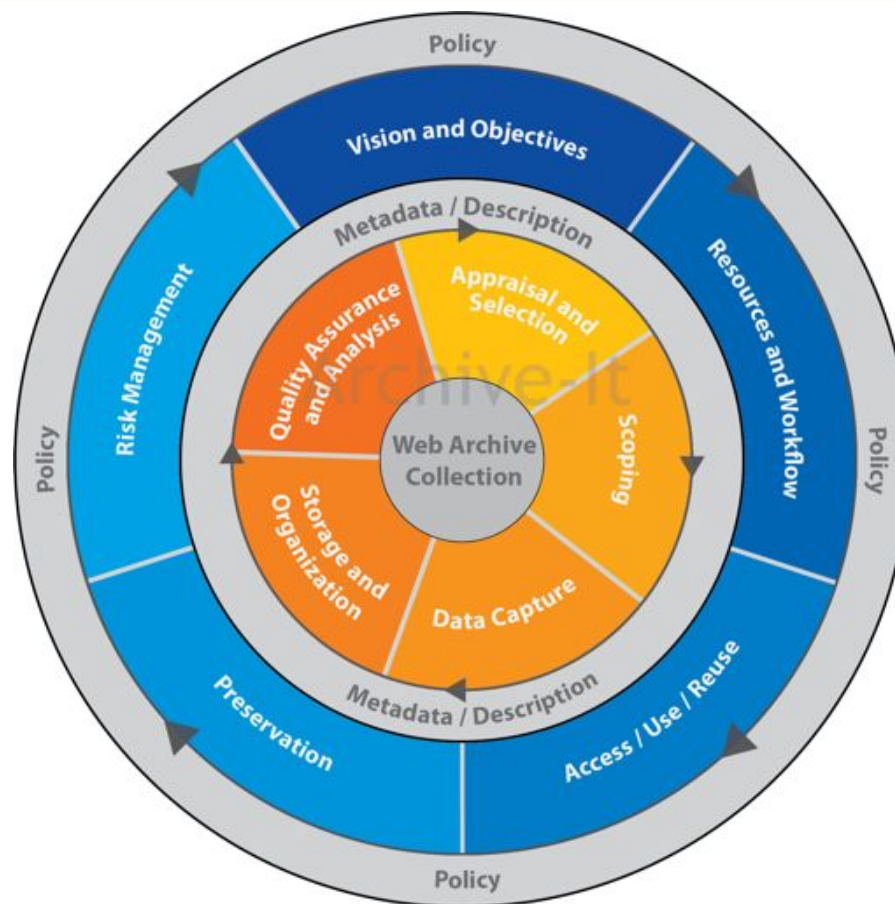 Policy
Vision and Objectives
Resources and Workflow
Access / Use / Reuse
Preservation
Risk Management
Policy
Policy
Policy
Metadata / Description
Appraisal and
Selection
Scoping
Data Capture
Storage and
Organization
Quality Assurance
and Analysis
Metadata / Description
Archive-It
Web Archive
Collection